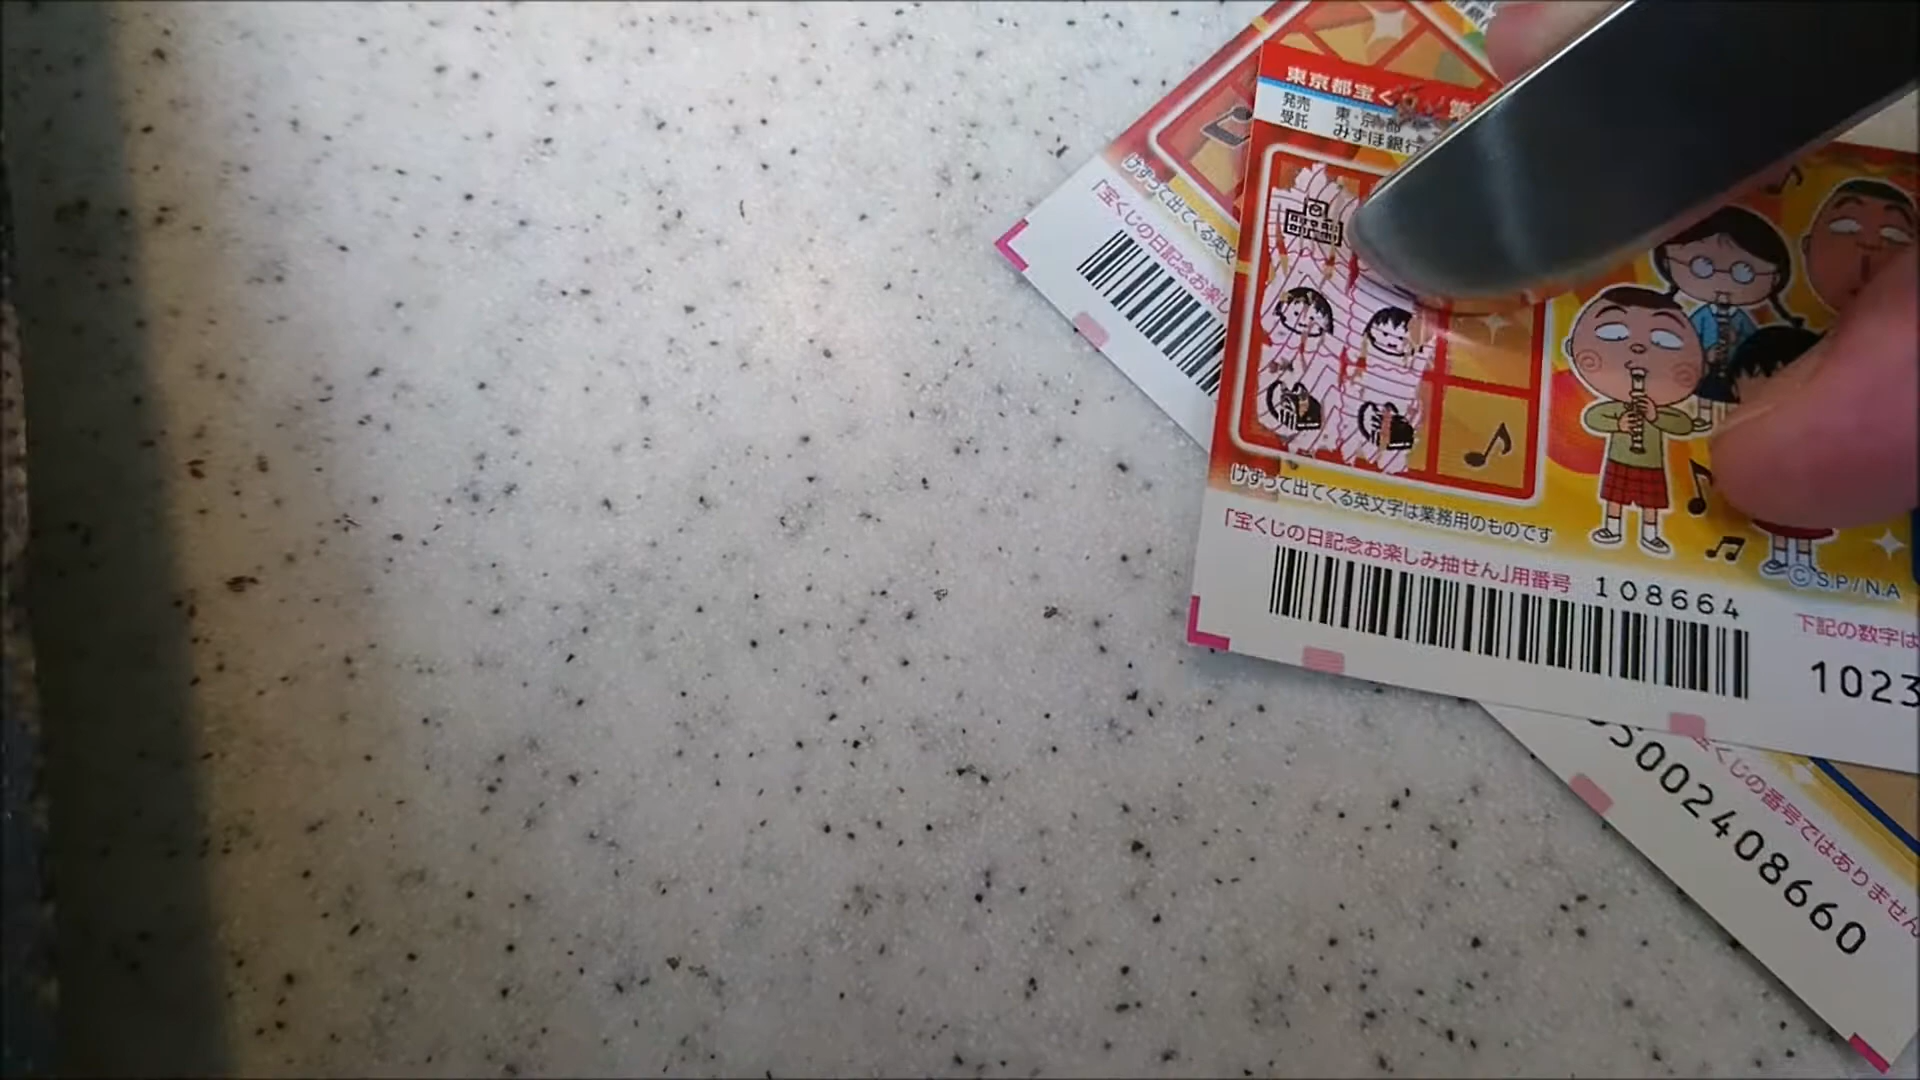 東京都宝く
発売 東京都
受託 みずほ銀行
けずって出てくる英文
「宝くじの日記念お楽し
けずって出てくる英文字は業務用のものです
「宝くじの日記念お楽しみ抽せん」用番号 108664
©S.P/N.A
下記の数字は
1023
くじの番号ではありません
5002408660